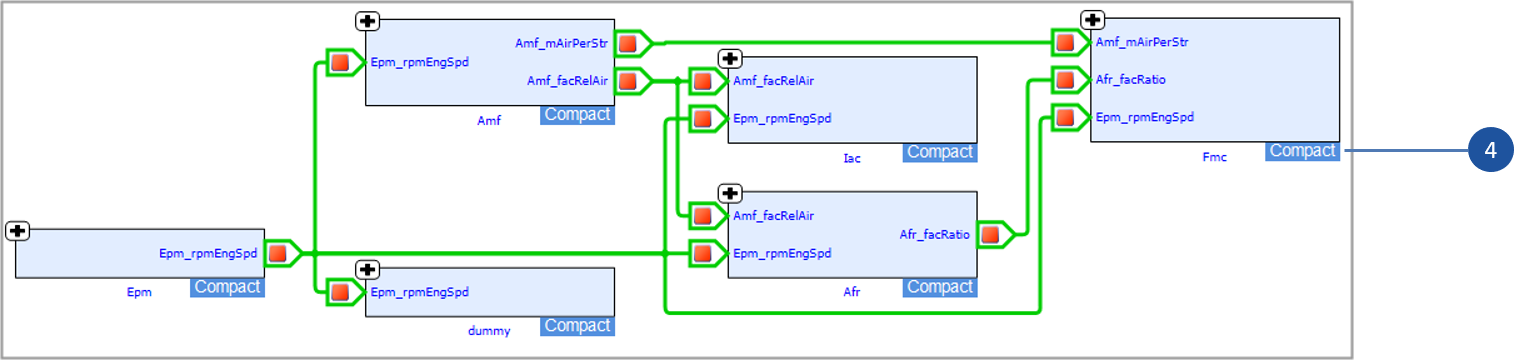 Amf_mAirPerStr
Epm_rpmEngSpd
Amf_facRelAir
Compact
Amf
Amf_facRelAir
Epm_rpmEngSpd
Compact
Iac
Amf_mAirPerStr
Afr_facRatio
Epm_rpmEngSpd
Compact
Fmc
4
Amf_facRelAir
Afr_facRatio
Epm_rpmEngSpd
Compact
Afr
Epm_rpmEngSpd
Compact
Epm
Epm_rpmEngSpd
Compact
dummy